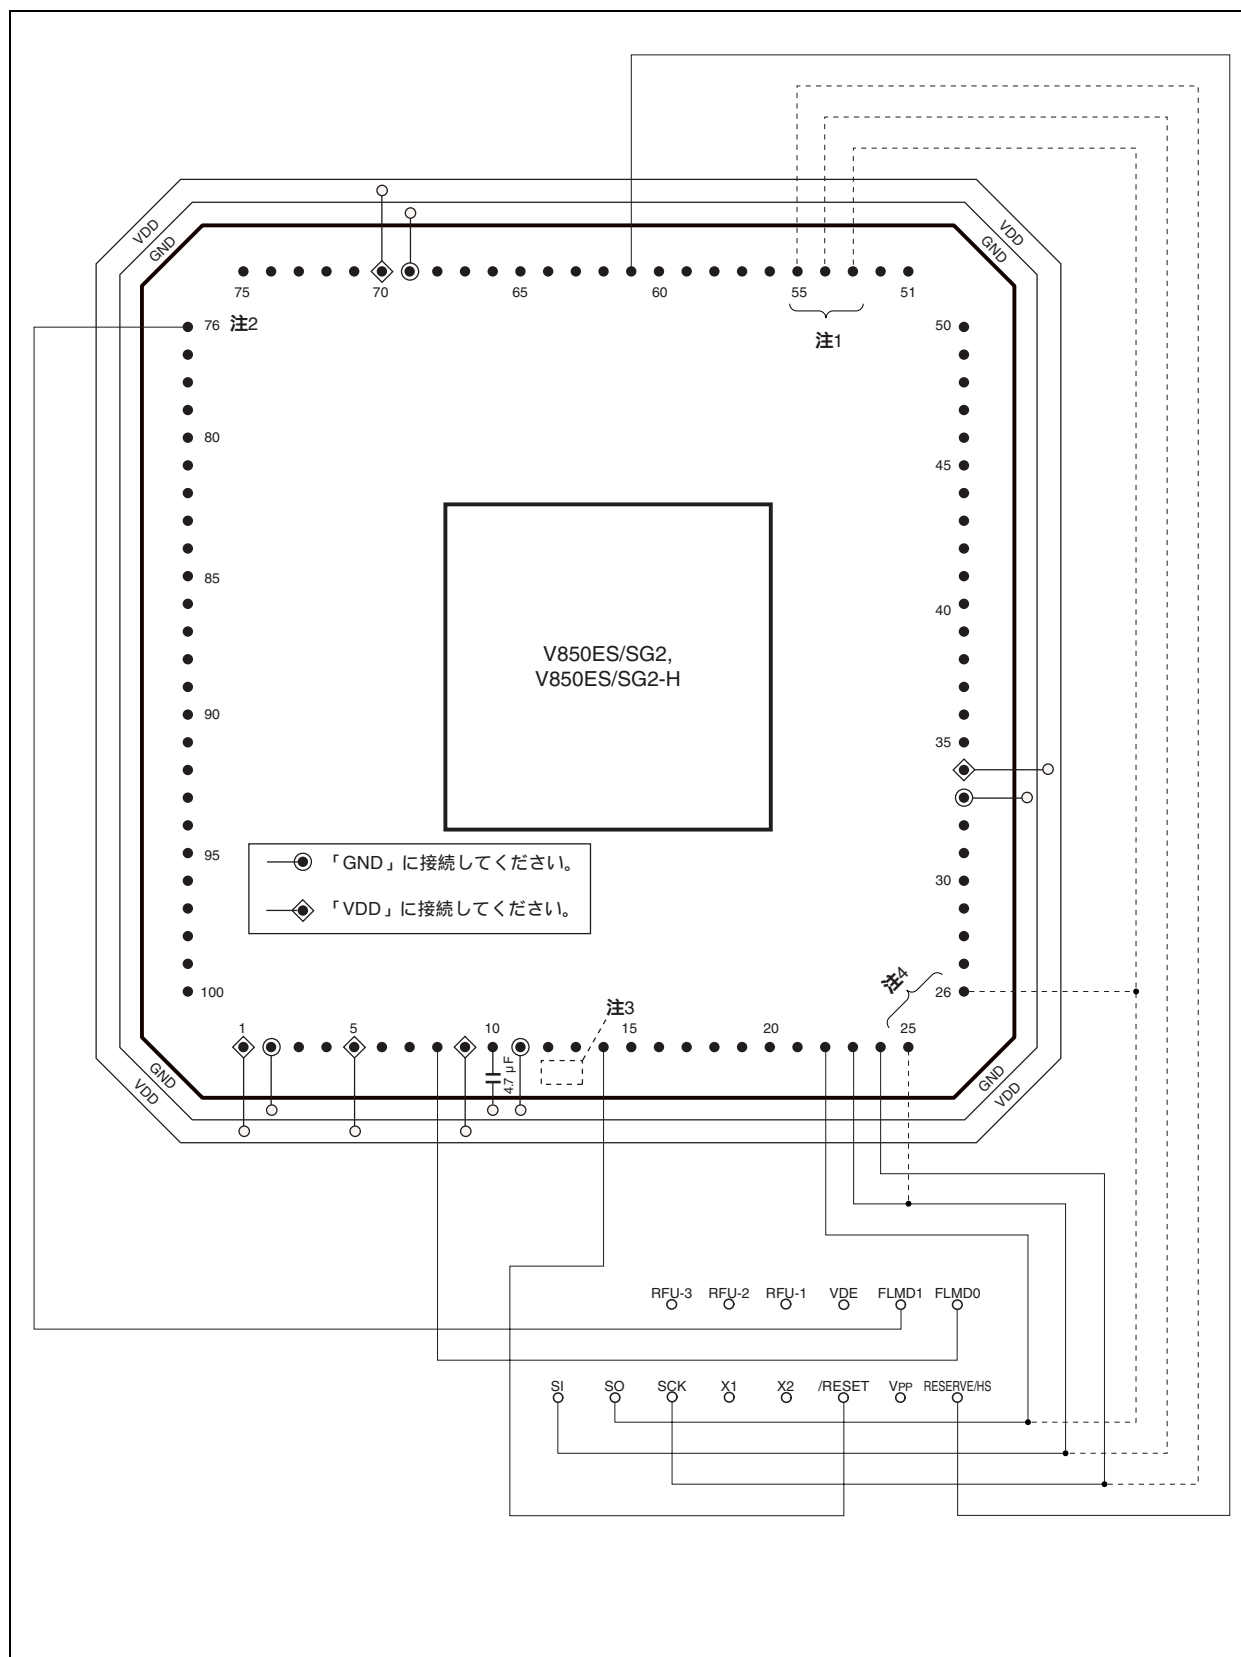 VDD
GND
VDD
GND
75
70
65
60
55
51
注1
76
注2
50
80
45
85
40
V850ES/SG2,
V850ES/SG2-H
90
35
95
「GND」に接続してください。
30
「VDD」に接続してください。
注4
100
26
注3
1
5
10
15
20
25
4.7 μF
GND
VDD
GND
VDD
RFU-3
RFU-2
RFU-1
VDE
FLMD1
FLMD0
SI
SO
SCK
X1
X2
/RESET
VPP
RESERVE/HS